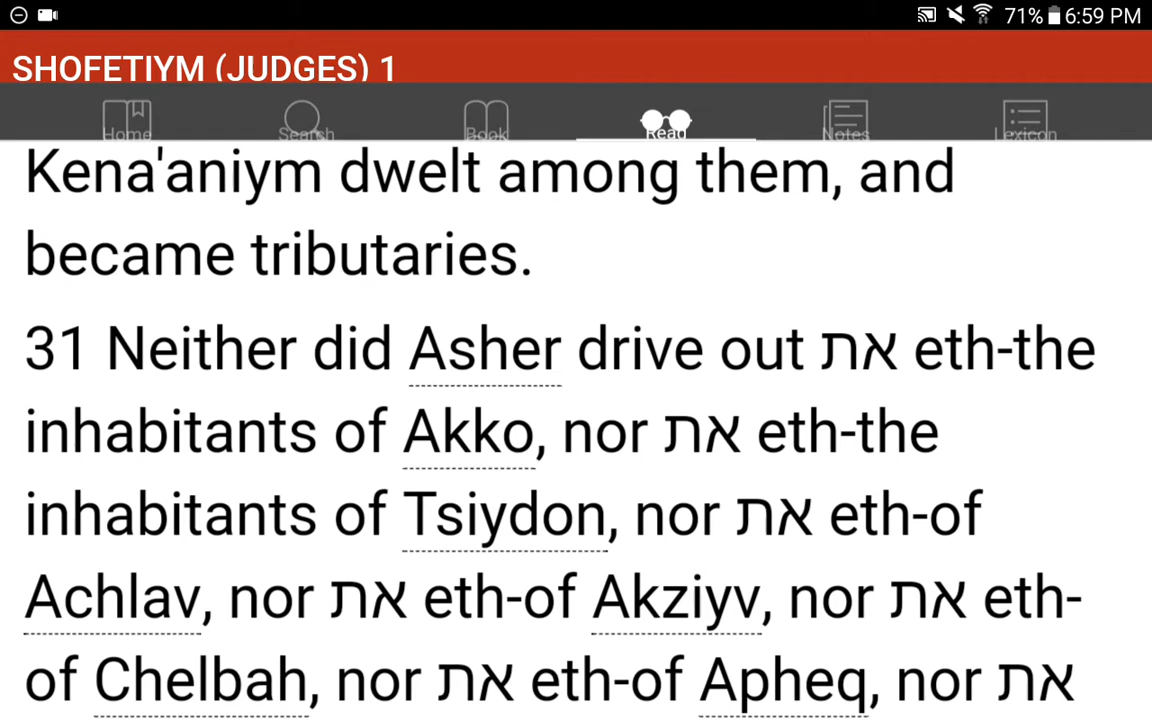 71% 6:59 PM
SHOFETIYM (JUDGES) 1
Home Search Book Read Notes Lexicon
Kena'aniym dwelt among them, and
became tributaries.
31 Neither did Asher drive out את eth-the
inhabitants of Akko, nor את eth-the
inhabitants of Tsiydon, nor את eth-of
Achlav, nor את eth-of Akziyv, nor את eth-
of Chelbah, nor את eth-of Apheq, nor את